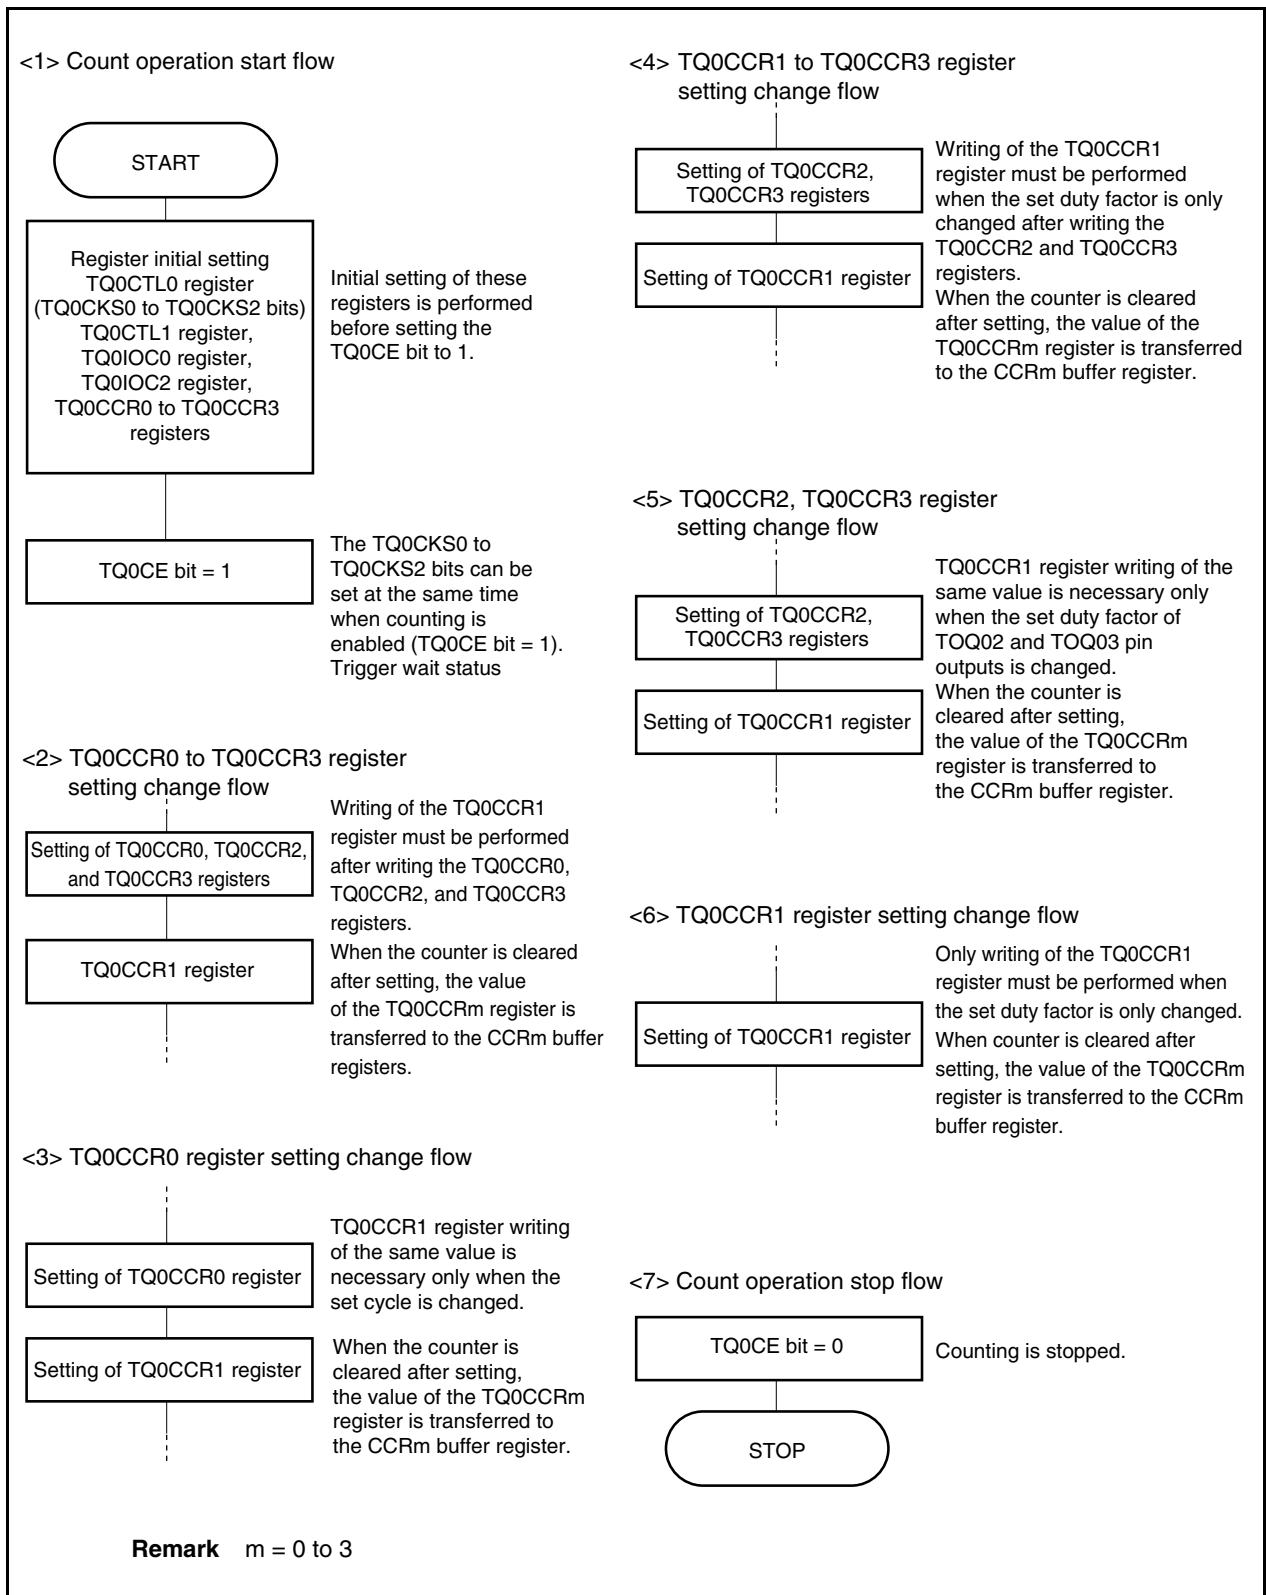 <1> Count operation start flow
START
Register initial setting
TQ0CTL0 register
(TQ0CKS0 to TQ0CKS2 bits)
TQ0CTL1 register,
TQ0IOC0 register,
TQ0IOC2 register,
TQ0CCR0 to TQ0CCR3
registers
Initial setting of these
registers is performed
before setting the
TQ0CE bit to 1.
TQ0CE bit = 1
The TQ0CKS0 to
TQ0CKS2 bits can be
set at the same time
when counting is
enabled (TQ0CE bit = 1).
Trigger wait status
<2> TQ0CCR0 to TQ0CCR3 register
setting change flow
Setting of TQ0CCR0, TQ0CCR2,
and TQ0CCR3 registers
TQ0CCR1 register
Writing of the TQ0CCR1
register must be performed
after writing the TQ0CCR0,
TQ0CCR2, and TQ0CCR3
registers.
When the counter is cleared
after setting, the value
of the TQ0CCRm register is
transferred to the CCRm buffer
registers.
<3> TQ0CCR0 register setting change flow
Setting of TQ0CCR0 register
TQ0CCR1 register writing
of the same value is
necessary only when the
set cycle is changed.
Setting of TQ0CCR1 register
When the counter is
cleared after setting,
the value of the TQ0CCRm
register is transferred to
the CCRm buffer register.
<4> TQ0CCR1 to TQ0CCR3 register
setting change flow
Setting of TQ0CCR2,
TQ0CCR3 registers
Setting of TQ0CCR1 register
Writing of the TQ0CCR1
register must be performed
when the set duty factor is only
changed after writing the
TQ0CCR2 and TQ0CCR3
registers.
When the counter is cleared
after setting, the value of the
TQ0CCRm register is transferred
to the CCRm buffer register.
<5> TQ0CCR2, TQ0CCR3 register
setting change flow
Setting of TQ0CCR2,
TQ0CCR3 registers
Setting of TQ0CCR1 register
TQ0CCR1 register writing of the
same value is necessary only
when the set duty factor of
TOQ02 and TOQ03 pin
outputs is changed.
When the counter is
cleared after setting,
the value of the TQ0CCRm
register is transferred to
the CCRm buffer register.
<6> TQ0CCR1 register setting change flow
Setting of TQ0CCR1 register
Only writing of the TQ0CCR1
register must be performed when
the set duty factor is only changed.
When counter is cleared after
setting, the value of the TQ0CCRm
register is transferred to the CCRm
buffer register.
<7> Count operation stop flow
TQ0CE bit = 0
Counting is stopped.
STOP
Remark m = 0 to 3